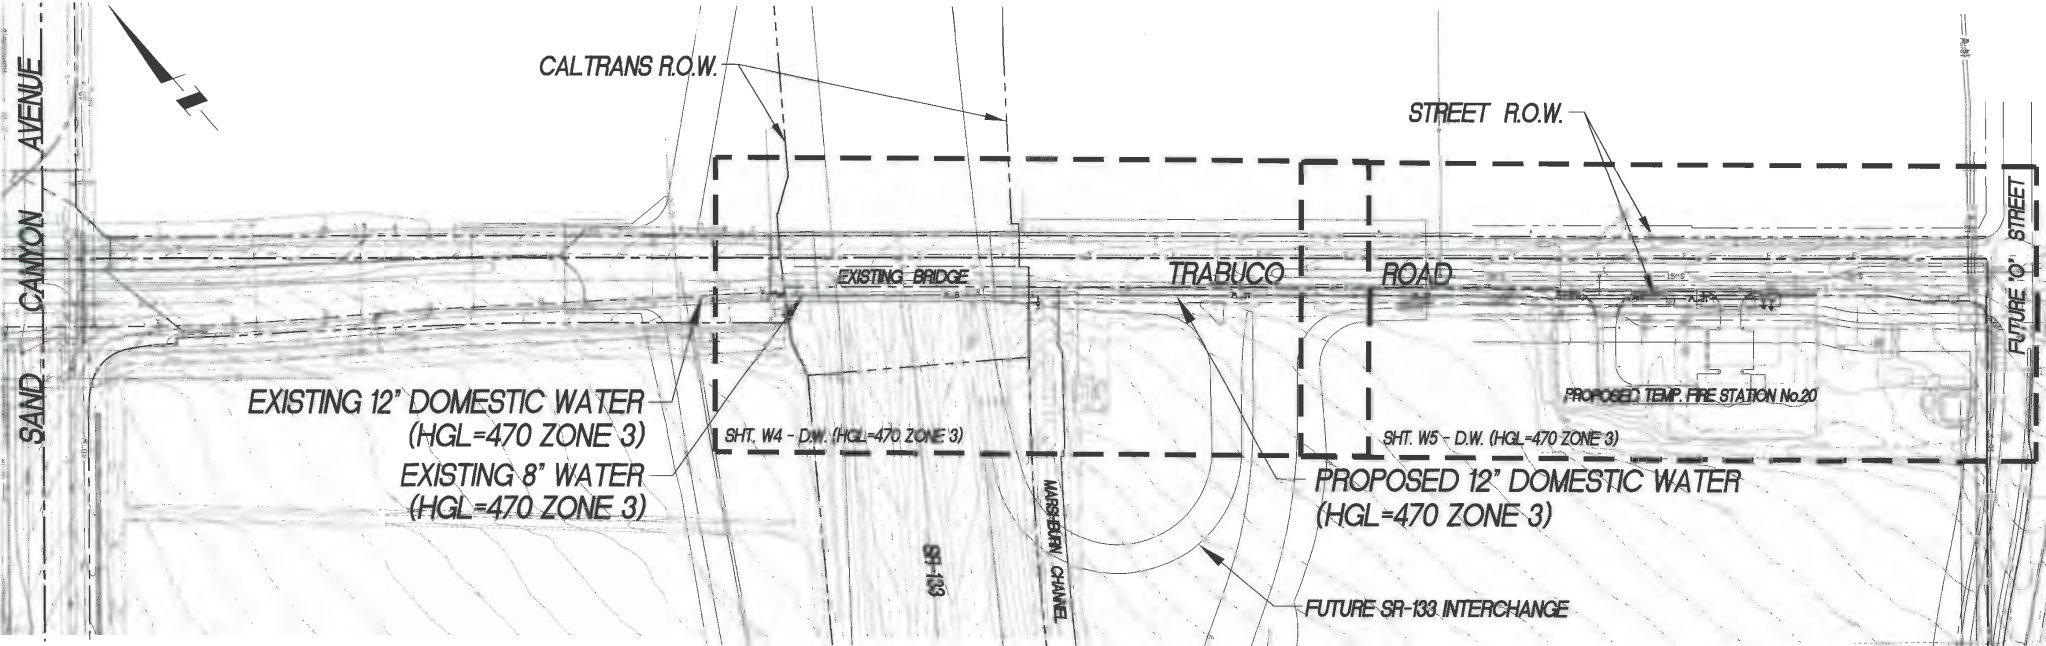 SAND CANYON AVENUE
CALTRANS R.O.W.
STREET R.O.W.
EXISTING BRIDGE
TRABUCO ROAD
FUTURE "O" STREET
EXISTING 12" DOMESTIC WATER
(HGL=470 ZONE 3)
EXISTING 8" WATER
(HGL=470 ZONE 3)
SHT. W4 - D.W. (HGL=470 ZONE 3)
PROPOSED TEMP. FIRE STATION No.20
SHT. W5 - D.W. (HGL=470 ZONE 3)
PROPOSED 12" DOMESTIC WATER
(HGL=470 ZONE 3)
SR-133
MARSHBURN CHANNEL
FUTURE SR-133 INTERCHANGE